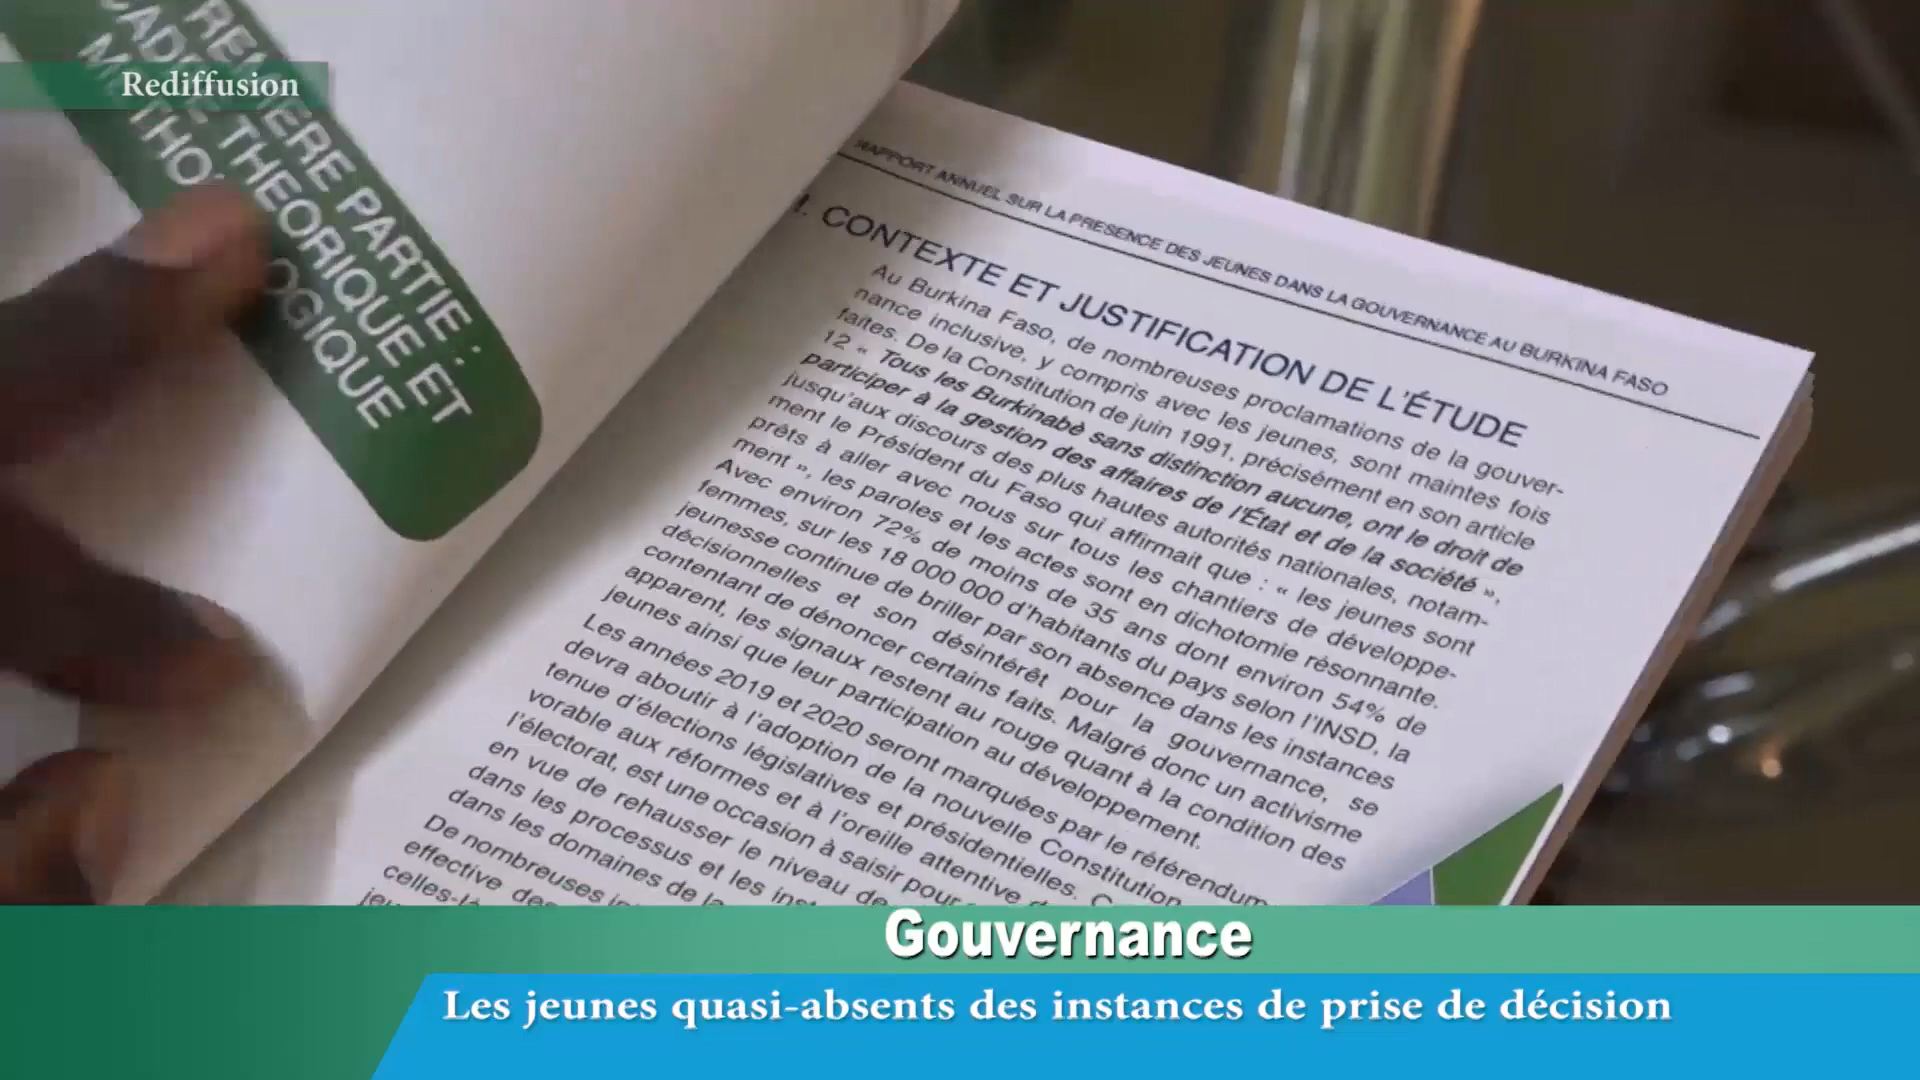 Rediffusion
REMIERE PARTIE :
CADRE THEORIQUE ET
OGIQUE
RAPPORT ANNUEL SUR LA PRESENCE DES JEUNES DANS LA GOUVERNANCE AU BURKINA FASO
I. CONTEXTE ET JUSTIFICATION DE L'ÉTUDE
Au Burkina Faso, de nombreuses proclamations de la gouver-
nance inclusive, y compris avec les jeunes, sont maintes fois
faites. De la Constitution de juin 1991, précisément en son article
12 « Tous les Burkinabè sans distinction aucune, ont le droit de
participer à la gestion des affaires de l'État et de la société »,
jusqu'aux discours des plus hautes autorités nationales, notam-
ment le Président du Faso qui affirmait que : « les jeunes sont
prêts à aller avec nous sur tous les chantiers de développe-
ment », les paroles et les actes sont en dichotomie résonnante.
Avec environ 72% de moins de 35 ans dont environ 54% de
femmes, sur les 18 000 000 d'habitants du pays selon l'INSD, la
jeunesse continue de briller par son absence dans les instances
décisionnelles et son désintérêt pour la gouvernance, se
contentant de dénoncer certains faits. Malgré donc un activisme
apparent, les signaux restent au rouge quant à la condition des
jeunes ainsi que leur participation au développement.
Les années 2019 et 2020 seront marquées par le référendum
devra aboutir à l'adoption de la nouvelle Constitution
tenue d'élections législatives et présidentielles.
vorable aux réformes et à l'oreille attentive
l'électorat, est une occasion à saisir pour
en vue de rehausser le niveau
dans les processus et les
dans les domaines de la
De nombreuses
effective
Gouvernance
Les jeunes quasi-absents des instances de prise de décision